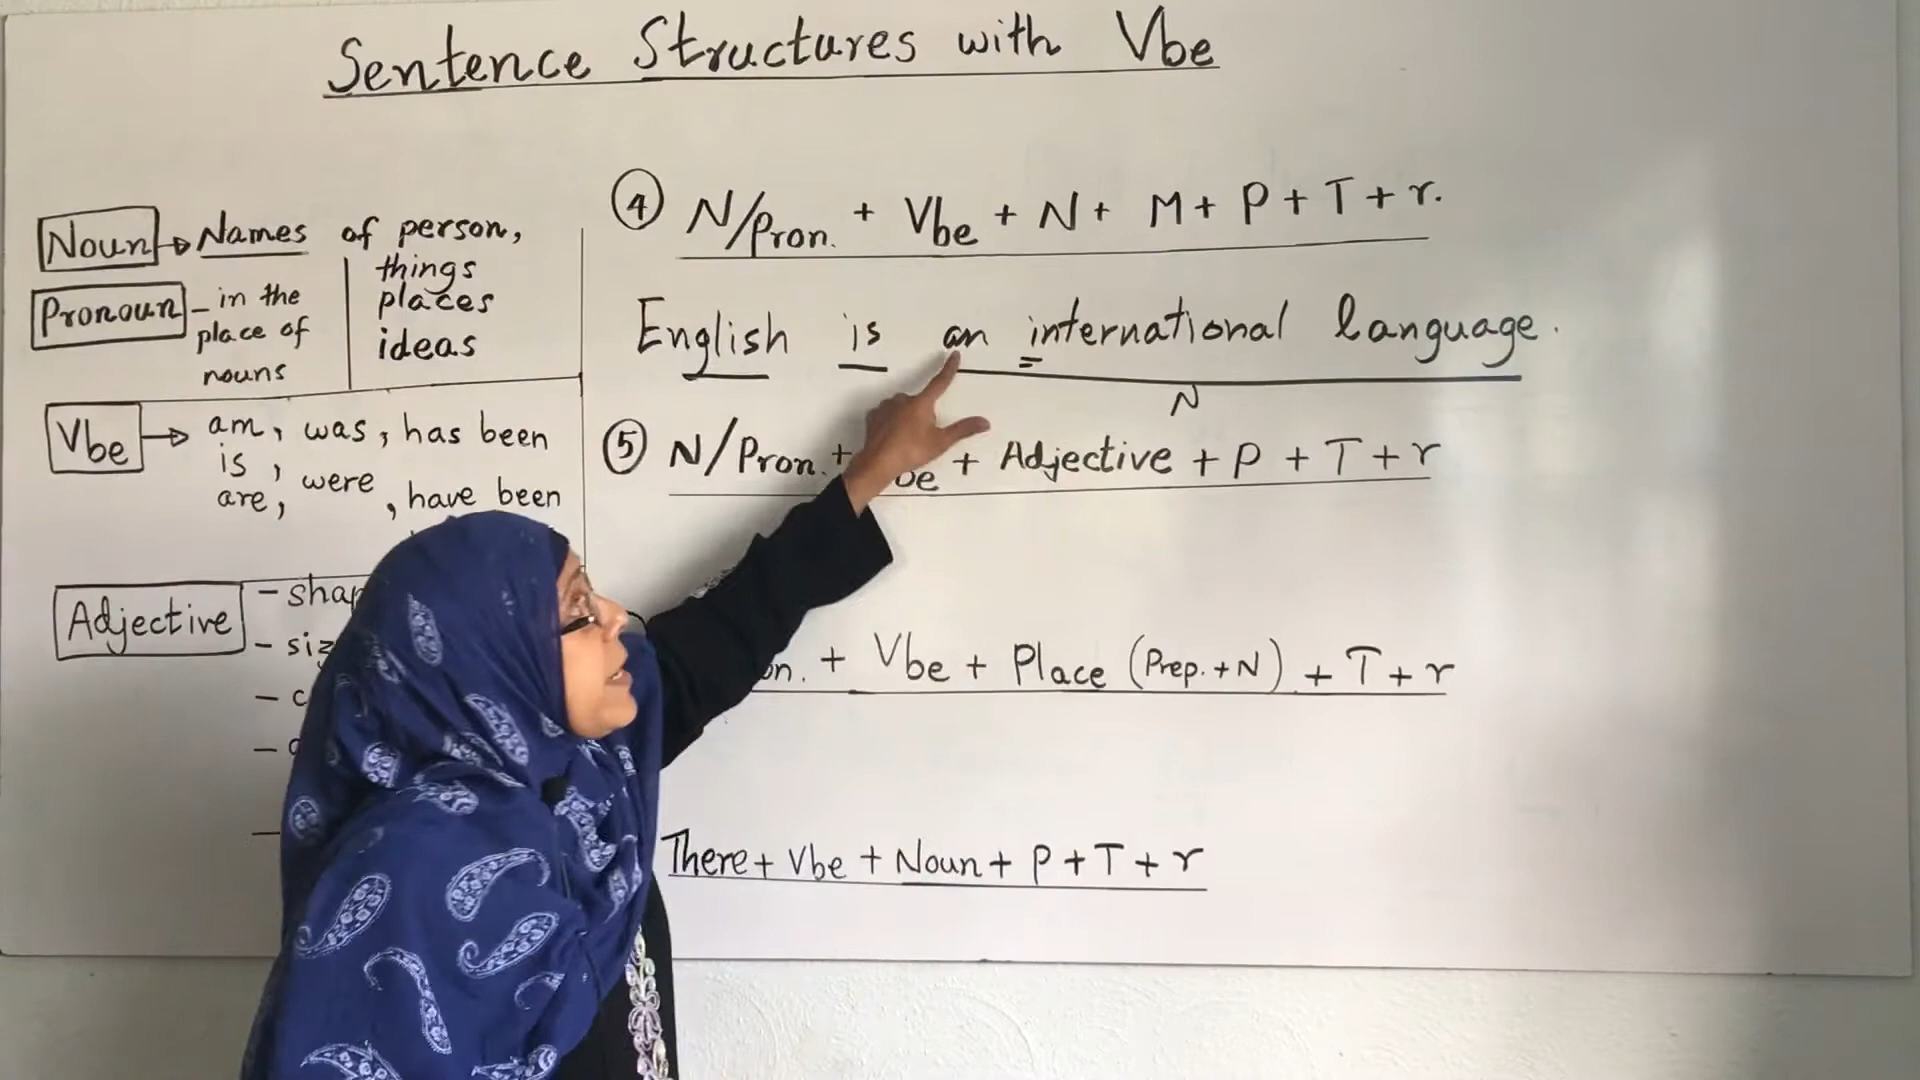 Sentence Structures with Vbe
Noun → Names of person,
things
places
ideas
Pronoun - in the
place of
nouns
Vbe → am, was, has been
is, were
are, , have been
Adjective - shap
- siz
- c
④ N/Pron. + Vbe + N + M + P + T + r.
English is an international language.
N
⑤ N/Pron. + be + Adjective + P + T + r
on. + Vbe + Place (Prep. + N) + T + r
There + Vbe + Noun + P + T + r